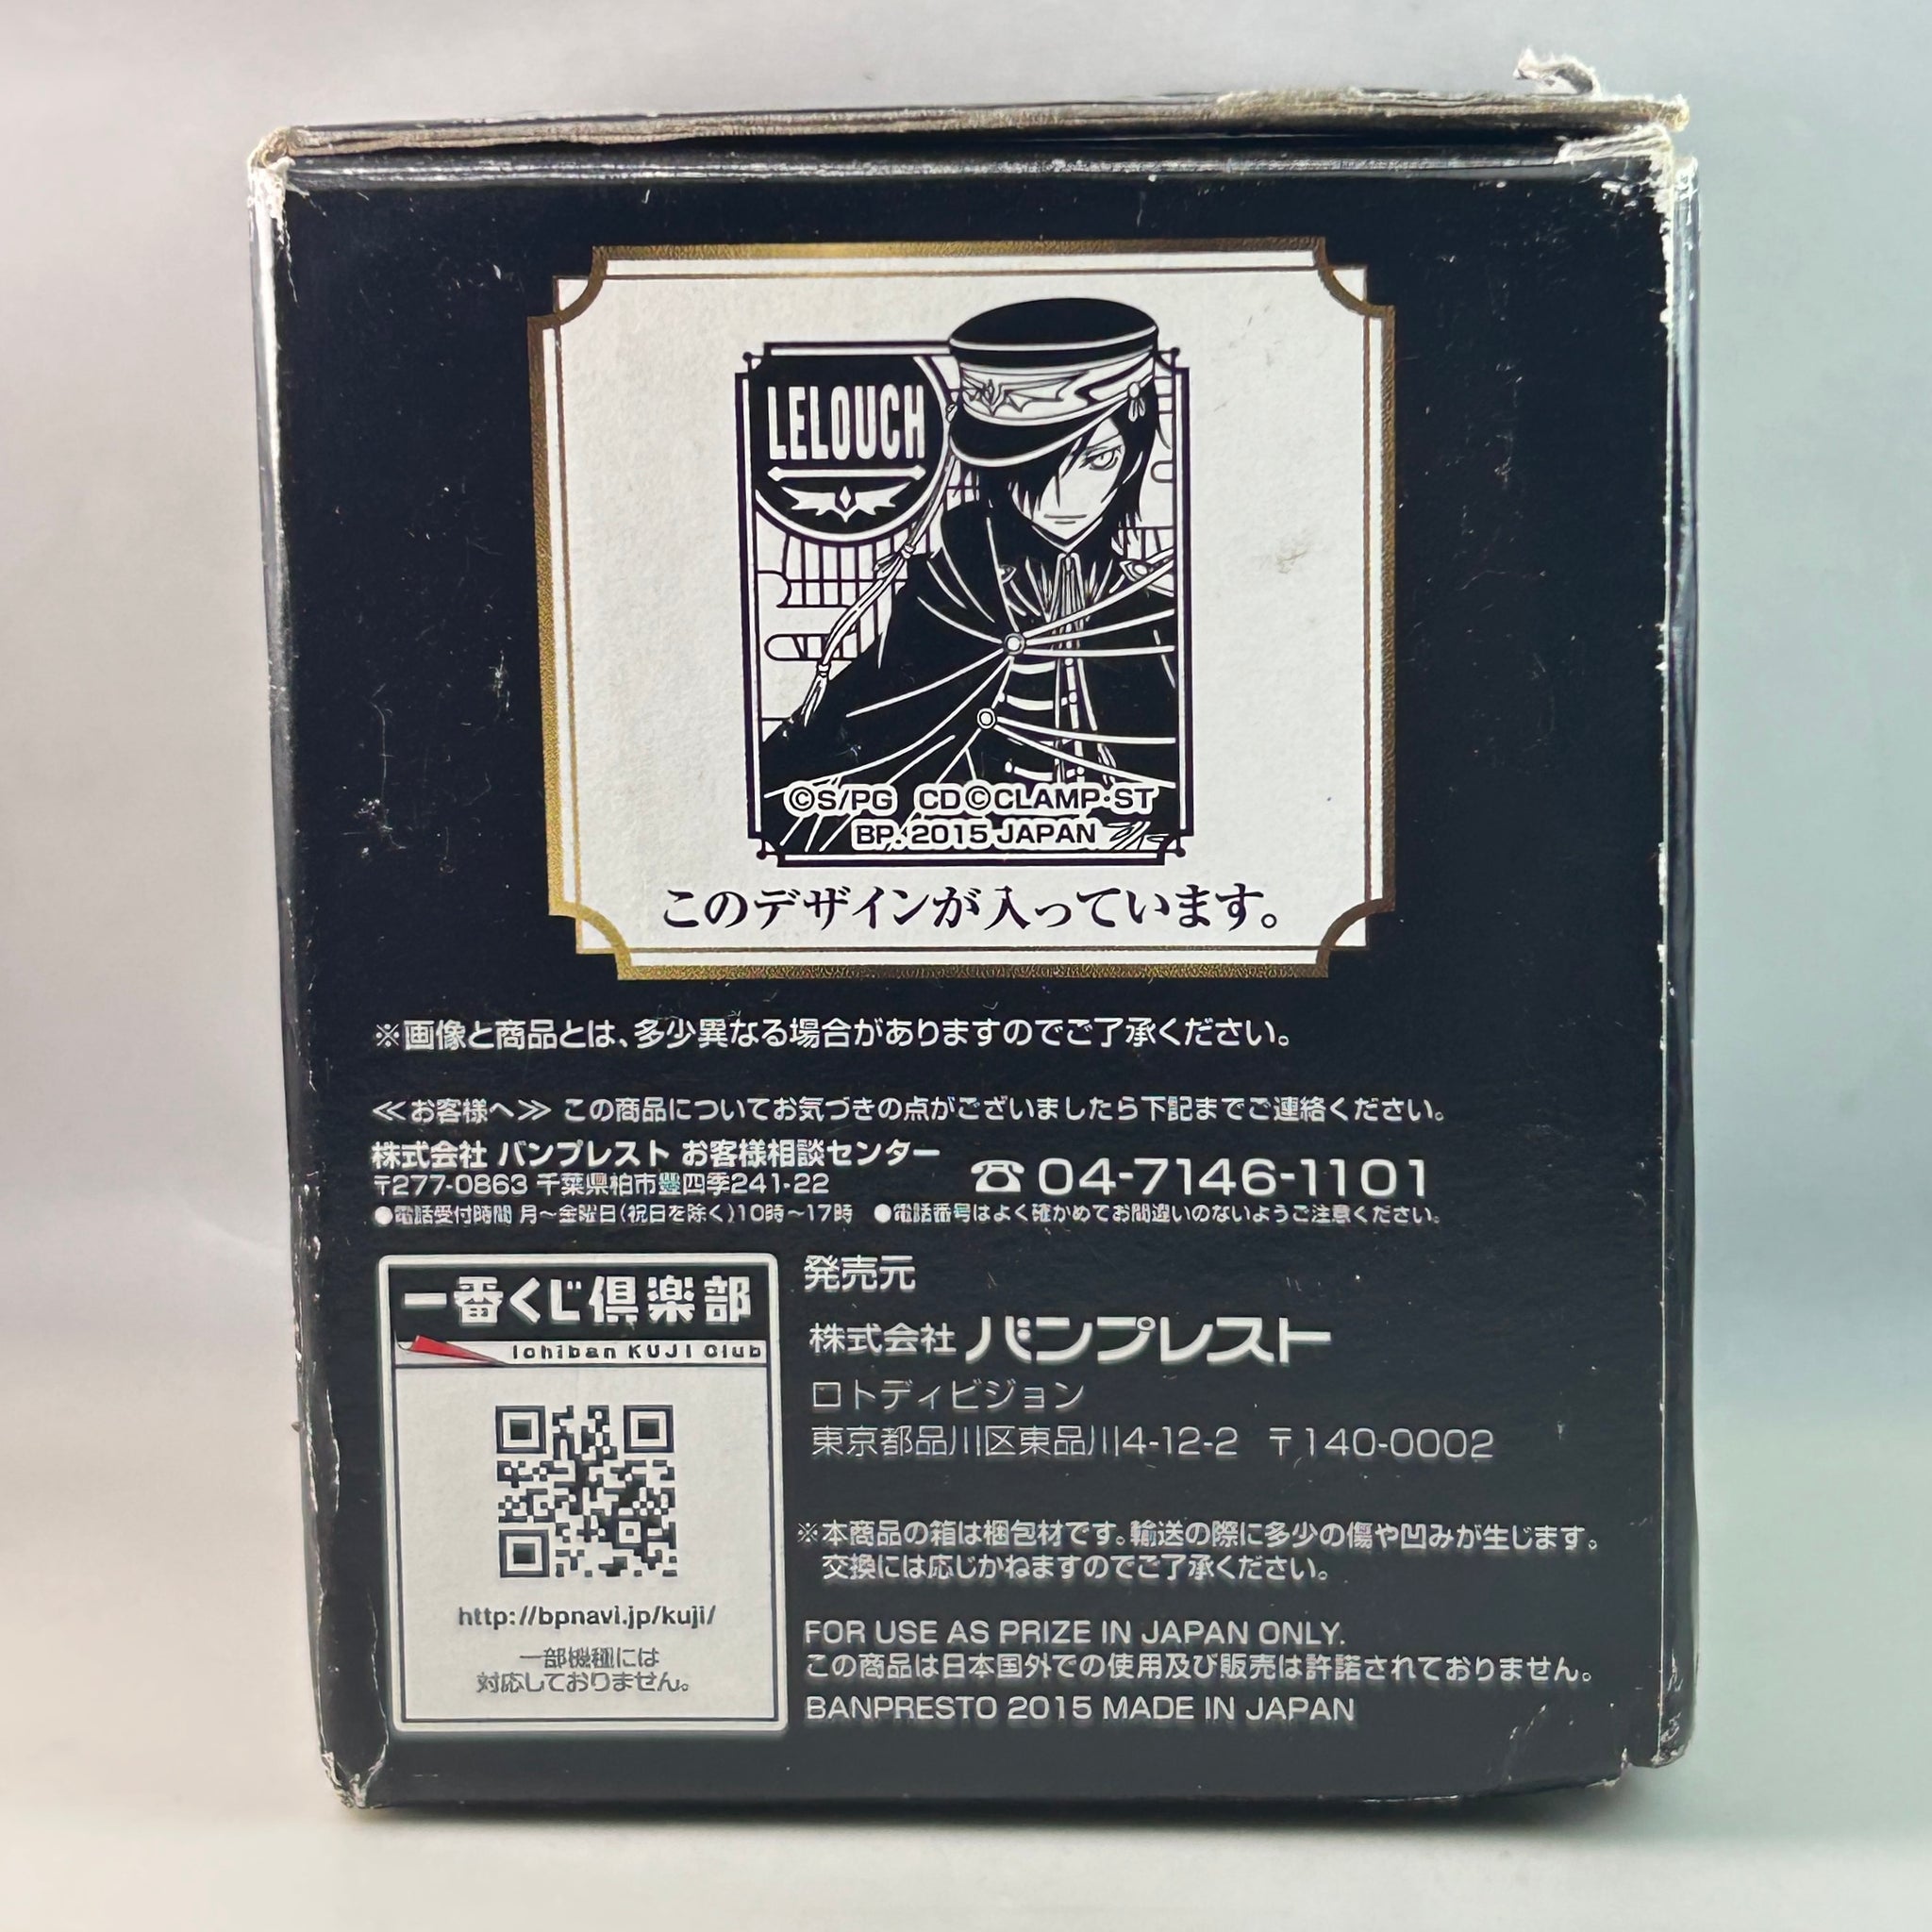 LELOUCH
©S/PG CD©CLAMP・ST
BP. 2015 JAPAN
このデザインが入っています。
※画像と商品とは、多少異なる場合がありますのでご了承ください。
≪お客様へ≫ この商品についてお気づきの点がございましたら下記までご連絡ください。
株式会社 バンプレスト お客様相談センター
〒277-0863 千葉県柏市豊四季241-22
☎04-7146-1101
●電話受付時間 月〜金曜日(祝日を除く)10時〜17時 ●電話番号はよく確かめてお間違いのないようご注意ください。
一番くじ倶楽部
Ichiban KUJI Club
http://bpnavi.jp/kuji/
一部機種には
対応しておりません。
発売元
株式会社バンプレスト
ロトディビジョン
東京都品川区東品川4-12-2 〒140-0002
※本商品の箱は梱包材です。輸送の際に多少の傷や凹みが生じます。
交換には応じかねますのでご了承ください。
FOR USE AS PRIZE IN JAPAN ONLY.
この商品は日本国外での使用及び販売は許諾されておりません。
BANPRESTO 2015 MADE IN JAPAN